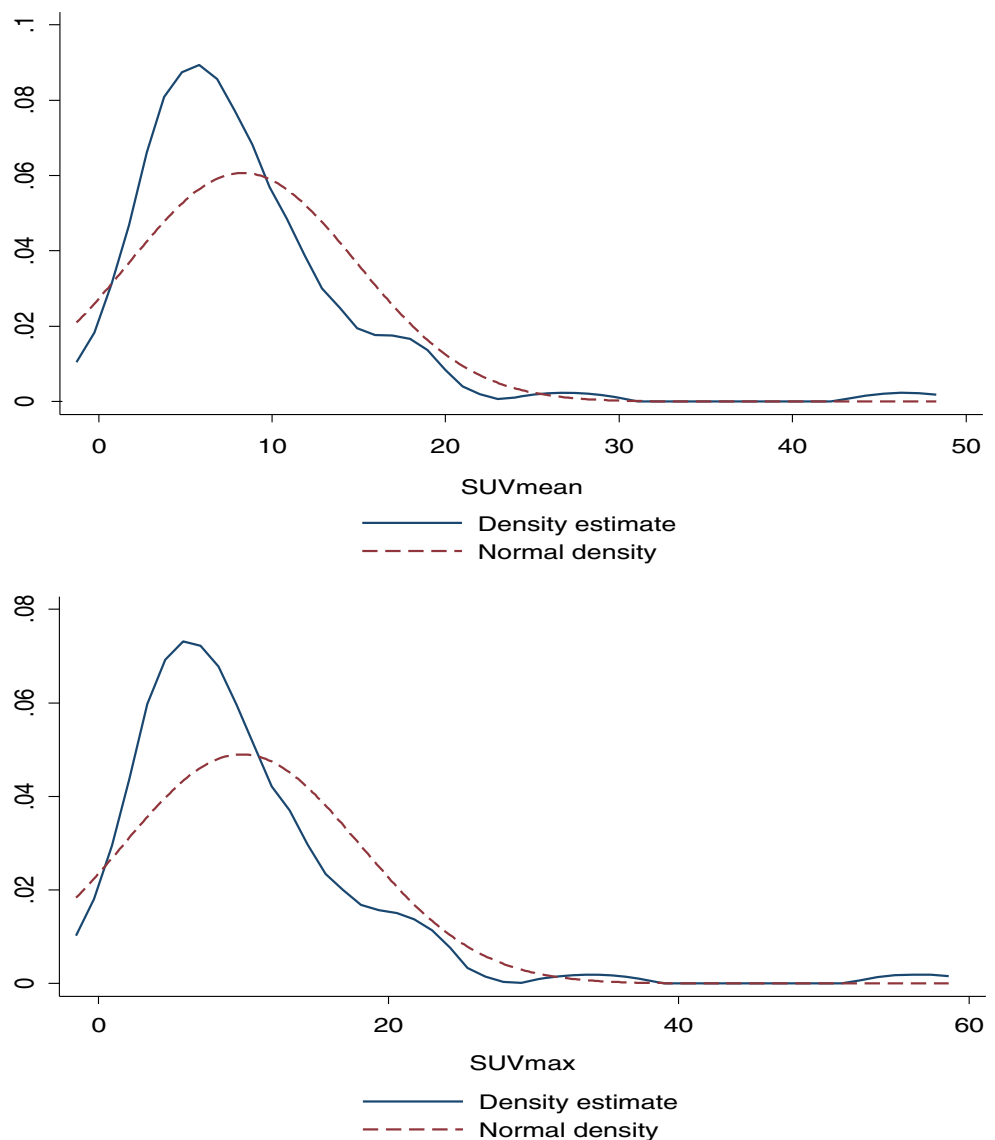 .1
.08
.06
.04
.02
0
0 10 20 30 40 50
SUVmean
Density estimate
Normal density
.08
.06
.04
.02
0
0 20 40 60
SUVmax
Density estimate
Normal density